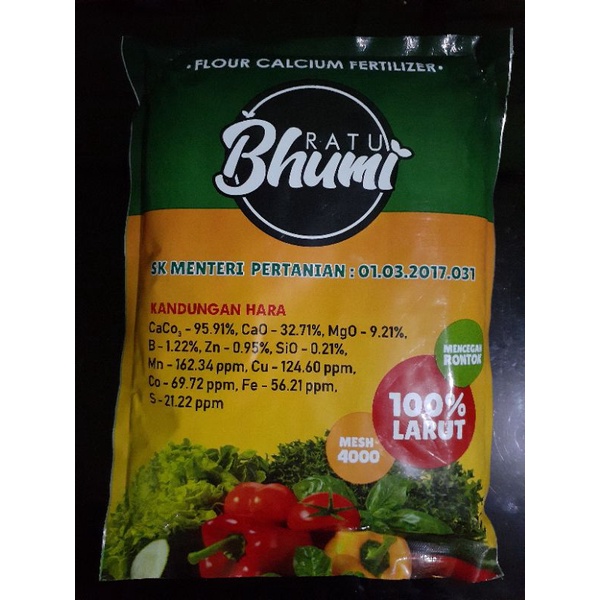 •FLOUR CALCIUM FERTILIZER•
RATU
Bhumi
SK MENTERI PERTANIAN : 01.03.2017.031
KANDUNGAN HARA
CaCo₃ - 95.91%, CaO - 32.71%, MgO - 9.21%,
B - 1.22%, Zn - 0.95%, SiO - 0.21%,
Mn - 162.34 ppm, Cu - 124.60 ppm,
Co - 69.72 ppm, Fe - 56.21 ppm,
S - 21.22 ppm
MENCEGAH
RONTOK
100%
LARUT
MESH
4000